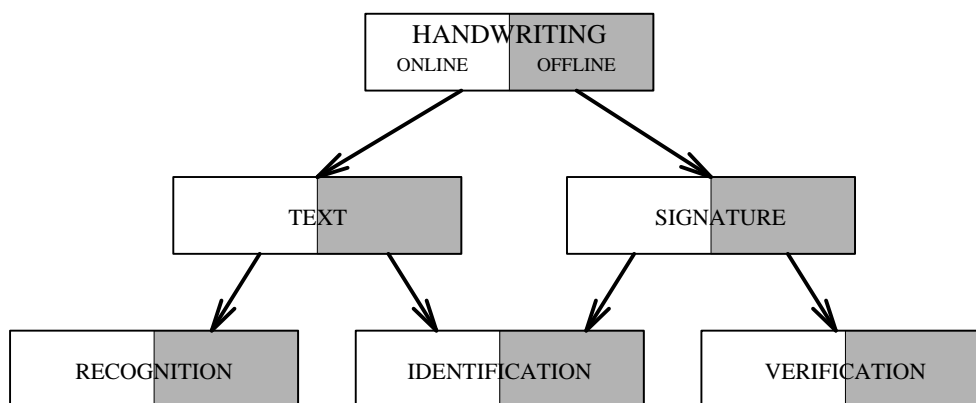 HANDWRITING
ONLINE OFFLINE
TEXT SIGNATURE
RECOGNITION IDENTIFICATION VERIFICATION